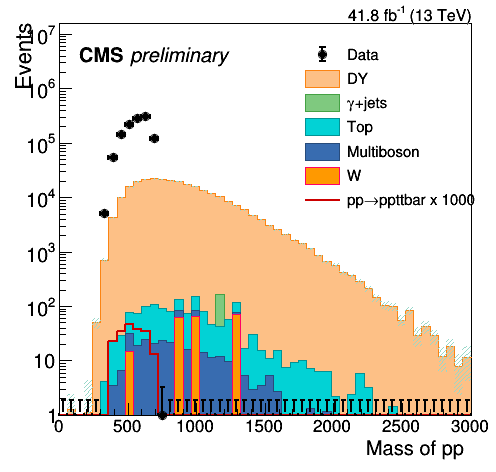 41.8 fb⁻¹ (13 TeV)
Events
CMS preliminary
Data
DY
γ+jets
Top
Multiboson
W
pp→ppttbar x 1000
10⁷
10⁶
10⁵
10⁴
10³
10²
10
1
0 500 1000 1500 2000 2500 3000
Mass of pp